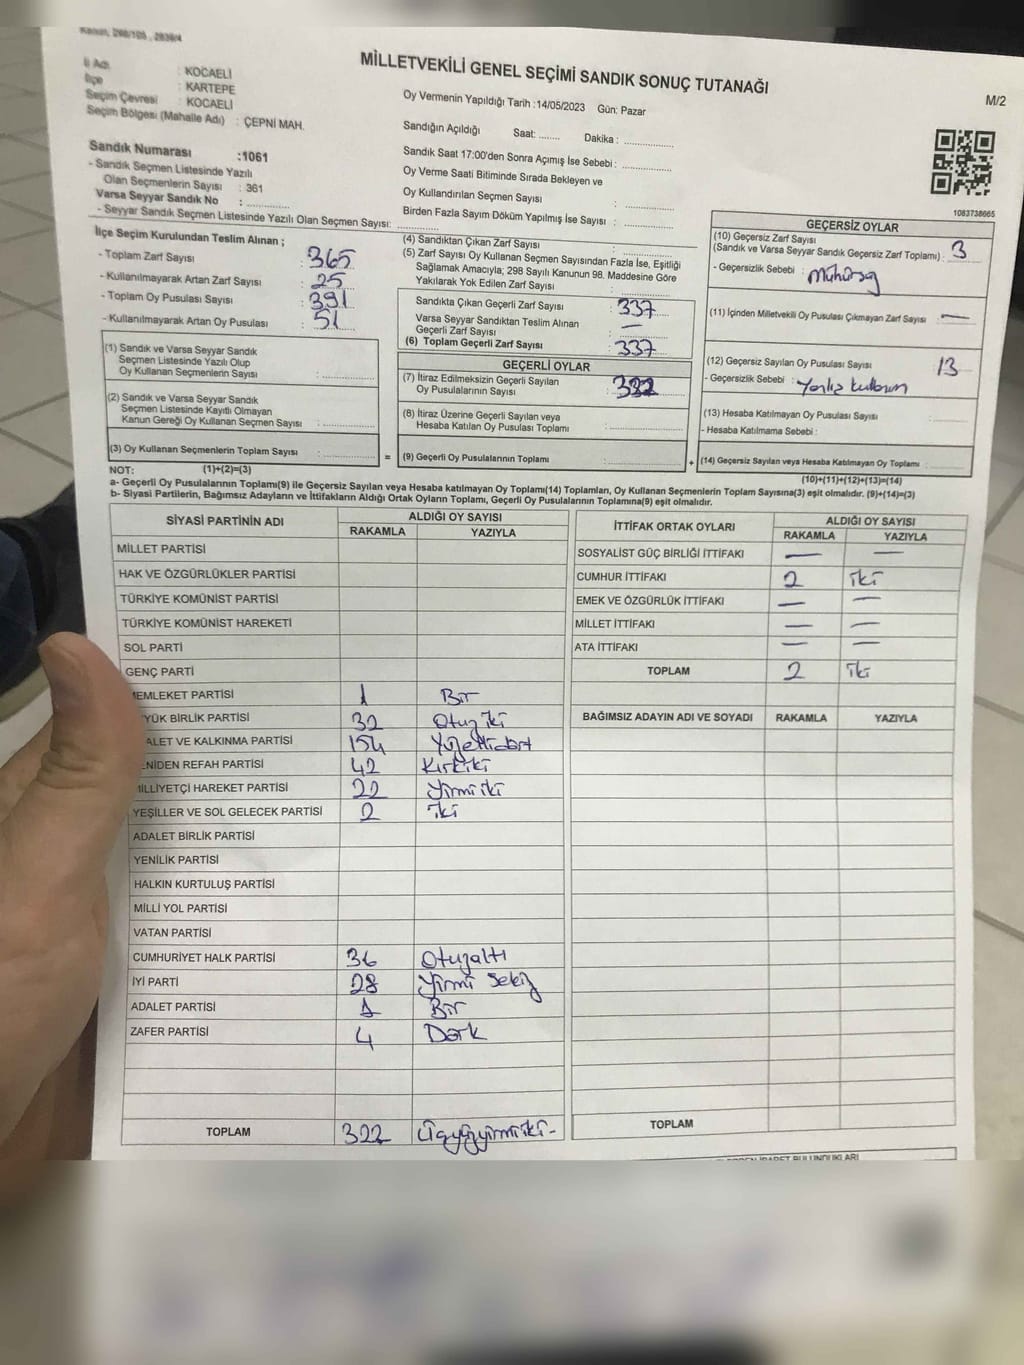 Kanun, 298/105 , 2839/4
MİLLETVEKİLİ GENEL SEÇİMİ SANDIK SONUÇ TUTANAĞI
M/2
İl Adı : KOCAELİ
İlçe : KARTEPE
Seçim Çevresi : KOCAELİ
Seçim Bölgesi (Mahalle Adı) : ÇEPNİ MAH.
Sandık Numarası :1061
- Sandık Seçmen Listesinde Yazılı
Olan Seçmenlerin Sayısı : 361
Varsa Seyyar Sandık No : ..............
- Seyyar Sandık Seçmen Listesinde Yazılı Olan Seçmen Sayısı: ..............
Oy Vermenin Yapıldığı Tarih :14/05/2023 Gün: Pazar
Sandığın Açıldığı Saat: ........ Dakika : ................
Sandık Saat 17:00'den Sonra Açımış İse Sebebi : ................
Oy Verme Saati Bitiminde Sırada Bekleyen ve
Oy Kullandırılan Seçmen Sayısı : ................
Birden Fazla Sayım Döküm Yapılmış İse Sayısı : ................
1083738665
İlçe Seçim Kurulundan Teslim Alınan ;
- Toplam Zarf Sayısı : 365
- Kullanılmayarak Artan Zarf Sayısı : 25
- Toplam Oy Pusulası Sayısı : 391
- Kullanılmayarak Artan Oy Pusulası : 51
(1) Sandık ve Varsa Seyyar Sandık
Seçmen Listesinde Yazılı Olup
Oy Kullanan Seçmenlerin Sayısı : ................
(2) Sandık ve Varsa Seyyar Sandık
Seçmen Listesinde Kayıtlı Olmayan
Kanun Gereği Oy Kullanan Seçmen Sayısı : ................
(3) Oy Kullanan Seçmenlerin Toplam Sayısı : ................
(4) Sandıktan Çıkan Zarf Sayısı : ................
(5) Zarf Sayısı Oy Kullanan Seçmen Sayısından Fazla İse, Eşitliği
Sağlamak Amacıyla; 298 Sayılı Kanunun 98. Maddesine Göre
Yakılarak Yok Edilen Zarf Sayısı : ................
Sandıkta Çıkan Geçerli Zarf Sayısı : 337
Varsa Seyyar Sandıktan Teslim Alınan
Geçerli Zarf Sayısı : —
(6) Toplam Geçerli Zarf Sayısı : 337
GEÇERLİ OYLAR
(7) İtiraz Edilmeksizin Geçerli Sayılan
Oy Pusulalarının Sayısı :
(8) İtiraz Üzerine Geçerli Sayılan veya
Hesaba Katılan Oy Pusulası Toplamı : ................
= (9) Geçerli Oy Pusulalarının Toplamı : ................
GEÇERSİZ OYLAR
(10) Geçersiz Zarf Sayısı
(Sandık ve Varsa Seyyar Sandık Geçersiz Zarf Toplamı) : 3
- Geçersizlik Sebebi :
(11) İçinden Milletvekili Oy Pusulası Çıkmayan Zarf Sayısı : —
(12) Geçersiz Sayılan Oy Pusulası Sayısı : 13
- Geçersizlik Sebebi : Yanlış kullanım
(13) Hesaba Katılmayan Oy Pusulası Sayısı :
- Hesaba Katılmama Sebebi :
+ (14) Geçersiz Sayılan veya Hesaba Katılmayan Oy Toplamı : ............
NOT: (1)+(2)=(3)
(10)+(11)+(12)+(13)=(14)
a- Geçerli Oy Pusulalarının Toplamı(9) ile Geçersiz Sayılan veya Hesaba katılmayan Oy Toplamı(14) Toplamları, Oy Kullanan Seçmenlerin Toplam Sayısına(3) eşit olmalıdır. (9)+(14)=(3)
b- Siyasi Partilerin, Bağımsız Adayların ve İttifakların Aldığı Ortak Oyların Toplamı, Geçerli Oy Pusulalarının Toplamına(9) eşit olmalıdır.
SİYASİ PARTİNİN ADI
ALDIĞI OY SAYISI
RAKAMLA YAZIYLA
MİLLET PARTİSİ
HAK VE ÖZGÜRLÜKLER PARTİSİ
TÜRKİYE KOMÜNİST PARTİSİ
TÜRKİYE KOMÜNİST HAREKETİ
SOL PARTİ
GENÇ PARTİ
EMLEKET PARTİSİ 1 Bir
YÜK BİRLİK PARTİSİ 32 Otuz iki
ALET VE KALKINMA PARTİSİ 154 Yüzellidört
ENİDEN REFAH PARTİSİ 42 Kırkiki
İLLİYETÇİ HAREKET PARTİSİ 22 Yirmi iki
YEŞİLLER VE SOL GELECEK PARTİSİ 2 İki
ADALET BİRLİK PARTİSİ
YENİLİK PARTİSİ
HALKIN KURTULUŞ PARTİSİ
MİLLİ YOL PARTİSİ
VATAN PARTİSİ
CUMHURİYET HALK PARTİSİ 36 Otuzaltı
İYİ PARTİ 28 Yirmi Sekiz
ADALET PARTİSİ 1 Bir
ZAFER PARTİSİ 4 Dört
TOPLAM 322 Üçyüzyirmiiki-
İTTİFAK ORTAK OYLARI
ALDIĞI OY SAYISI
RAKAMLA YAZIYLA
SOSYALİST GÜÇ BİRLİĞİ İTTİFAKI — —
CUMHUR İTTİFAKI 2 iki
EMEK VE ÖZGÜRLÜK İTTİFAKI — —
MİLLET İTTİFAKI — —
ATA İTTİFAKI — —
TOPLAM 2 iki
BAĞIMSIZ ADAYIN ADI VE SOYADI RAKAMLA YAZIYLA
TOPLAM